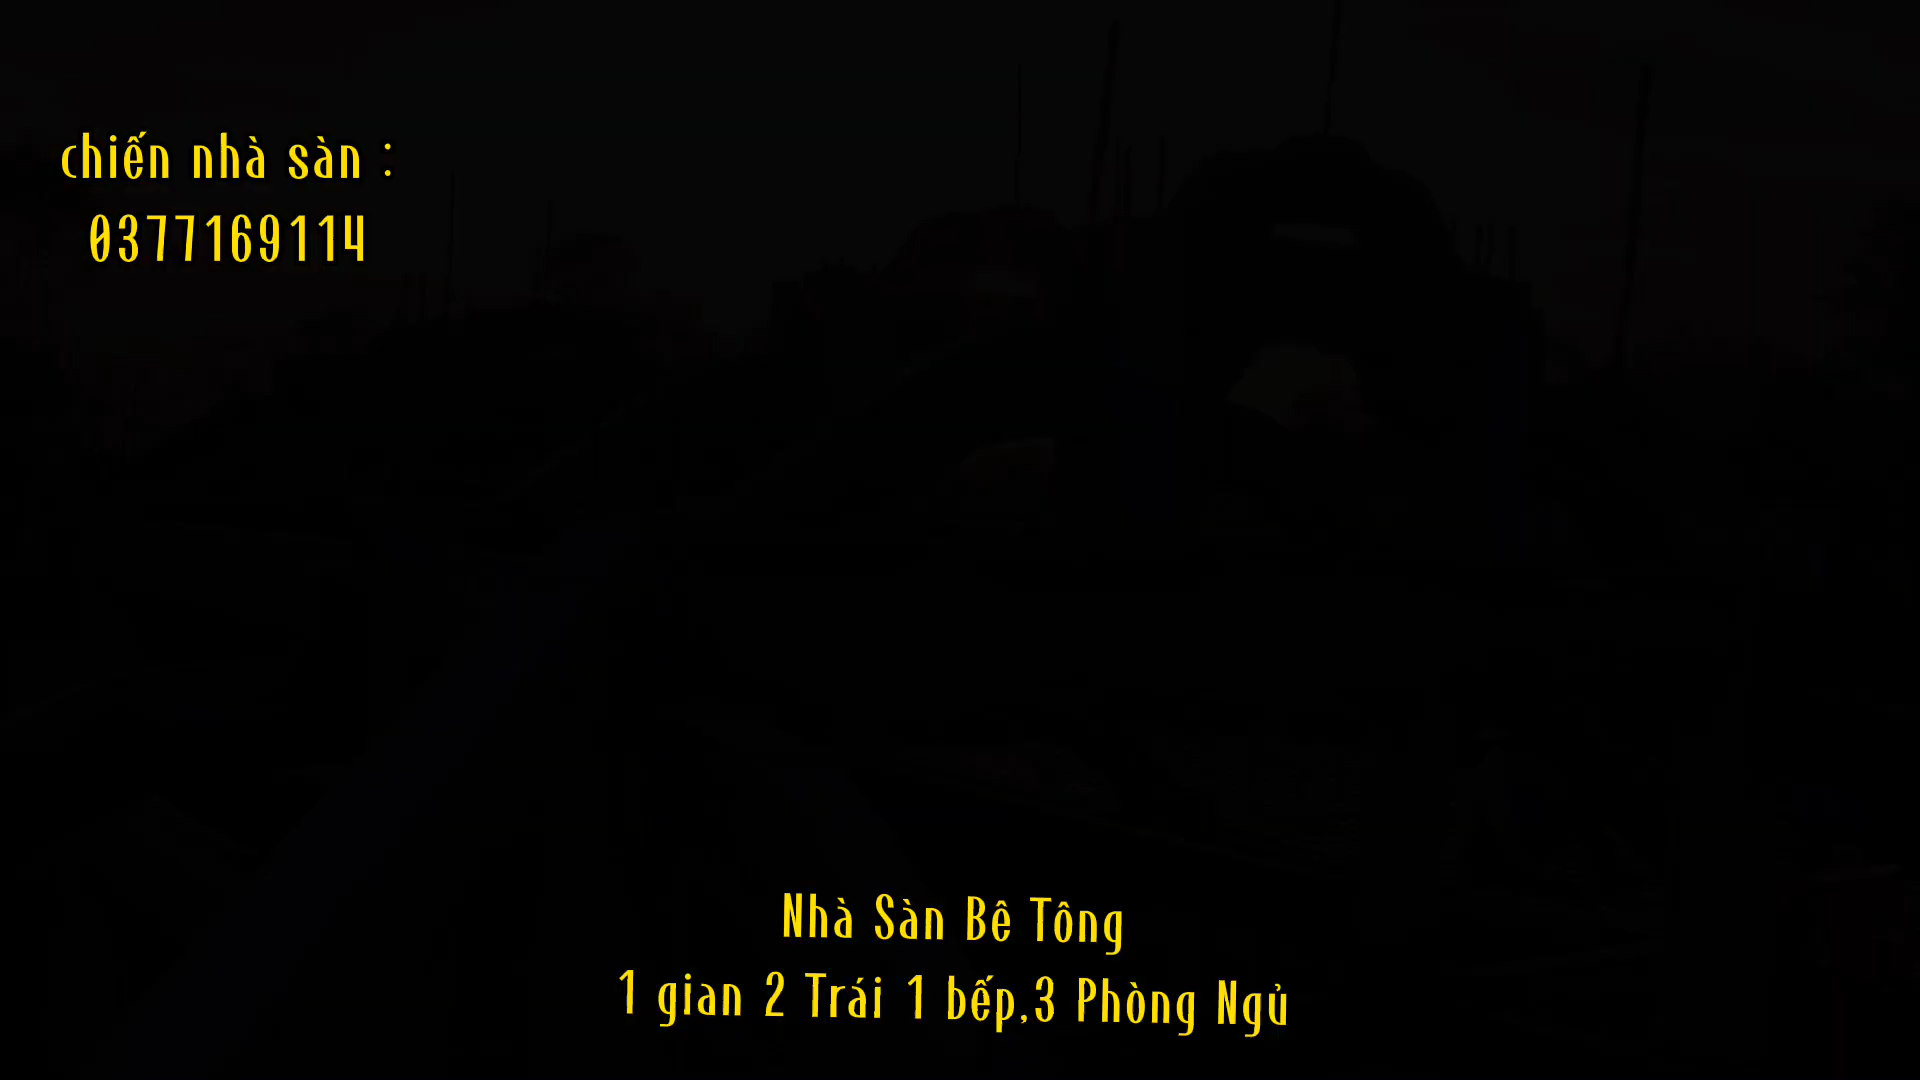 chiến nhà sàn :
0377169114
Nhà Sàn Bê Tông
1 gian 2 Trái 1 bếp,3 Phòng Ngủ